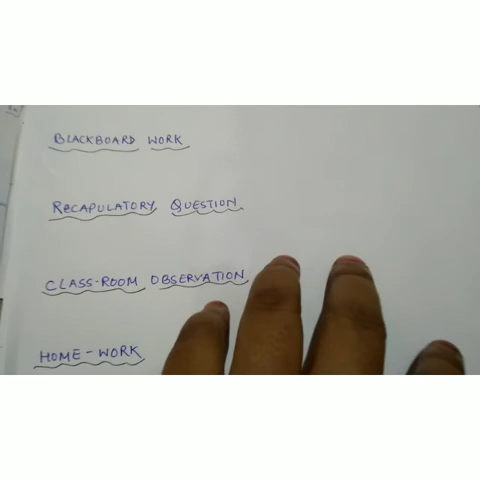 BLACKBOARD WORK
RECAPULATORY QUESTION
CLASS-ROOM OBSERVATION
HOME-WORK